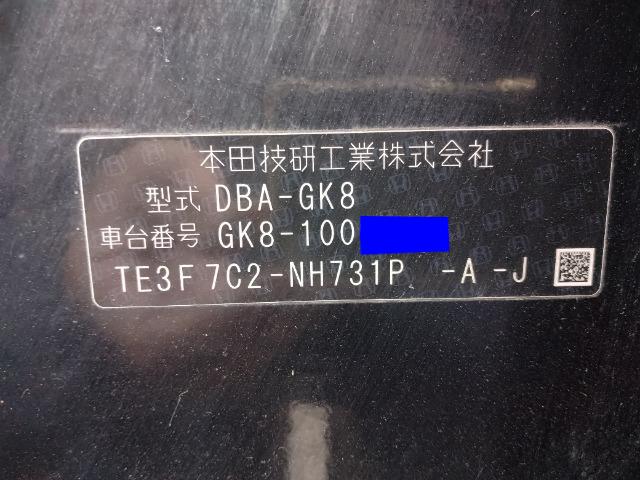 本田技研工業株式会社
型式 DBA-GK8
車台番号 GK8-100
TE3F7C2-NH731P -A-J